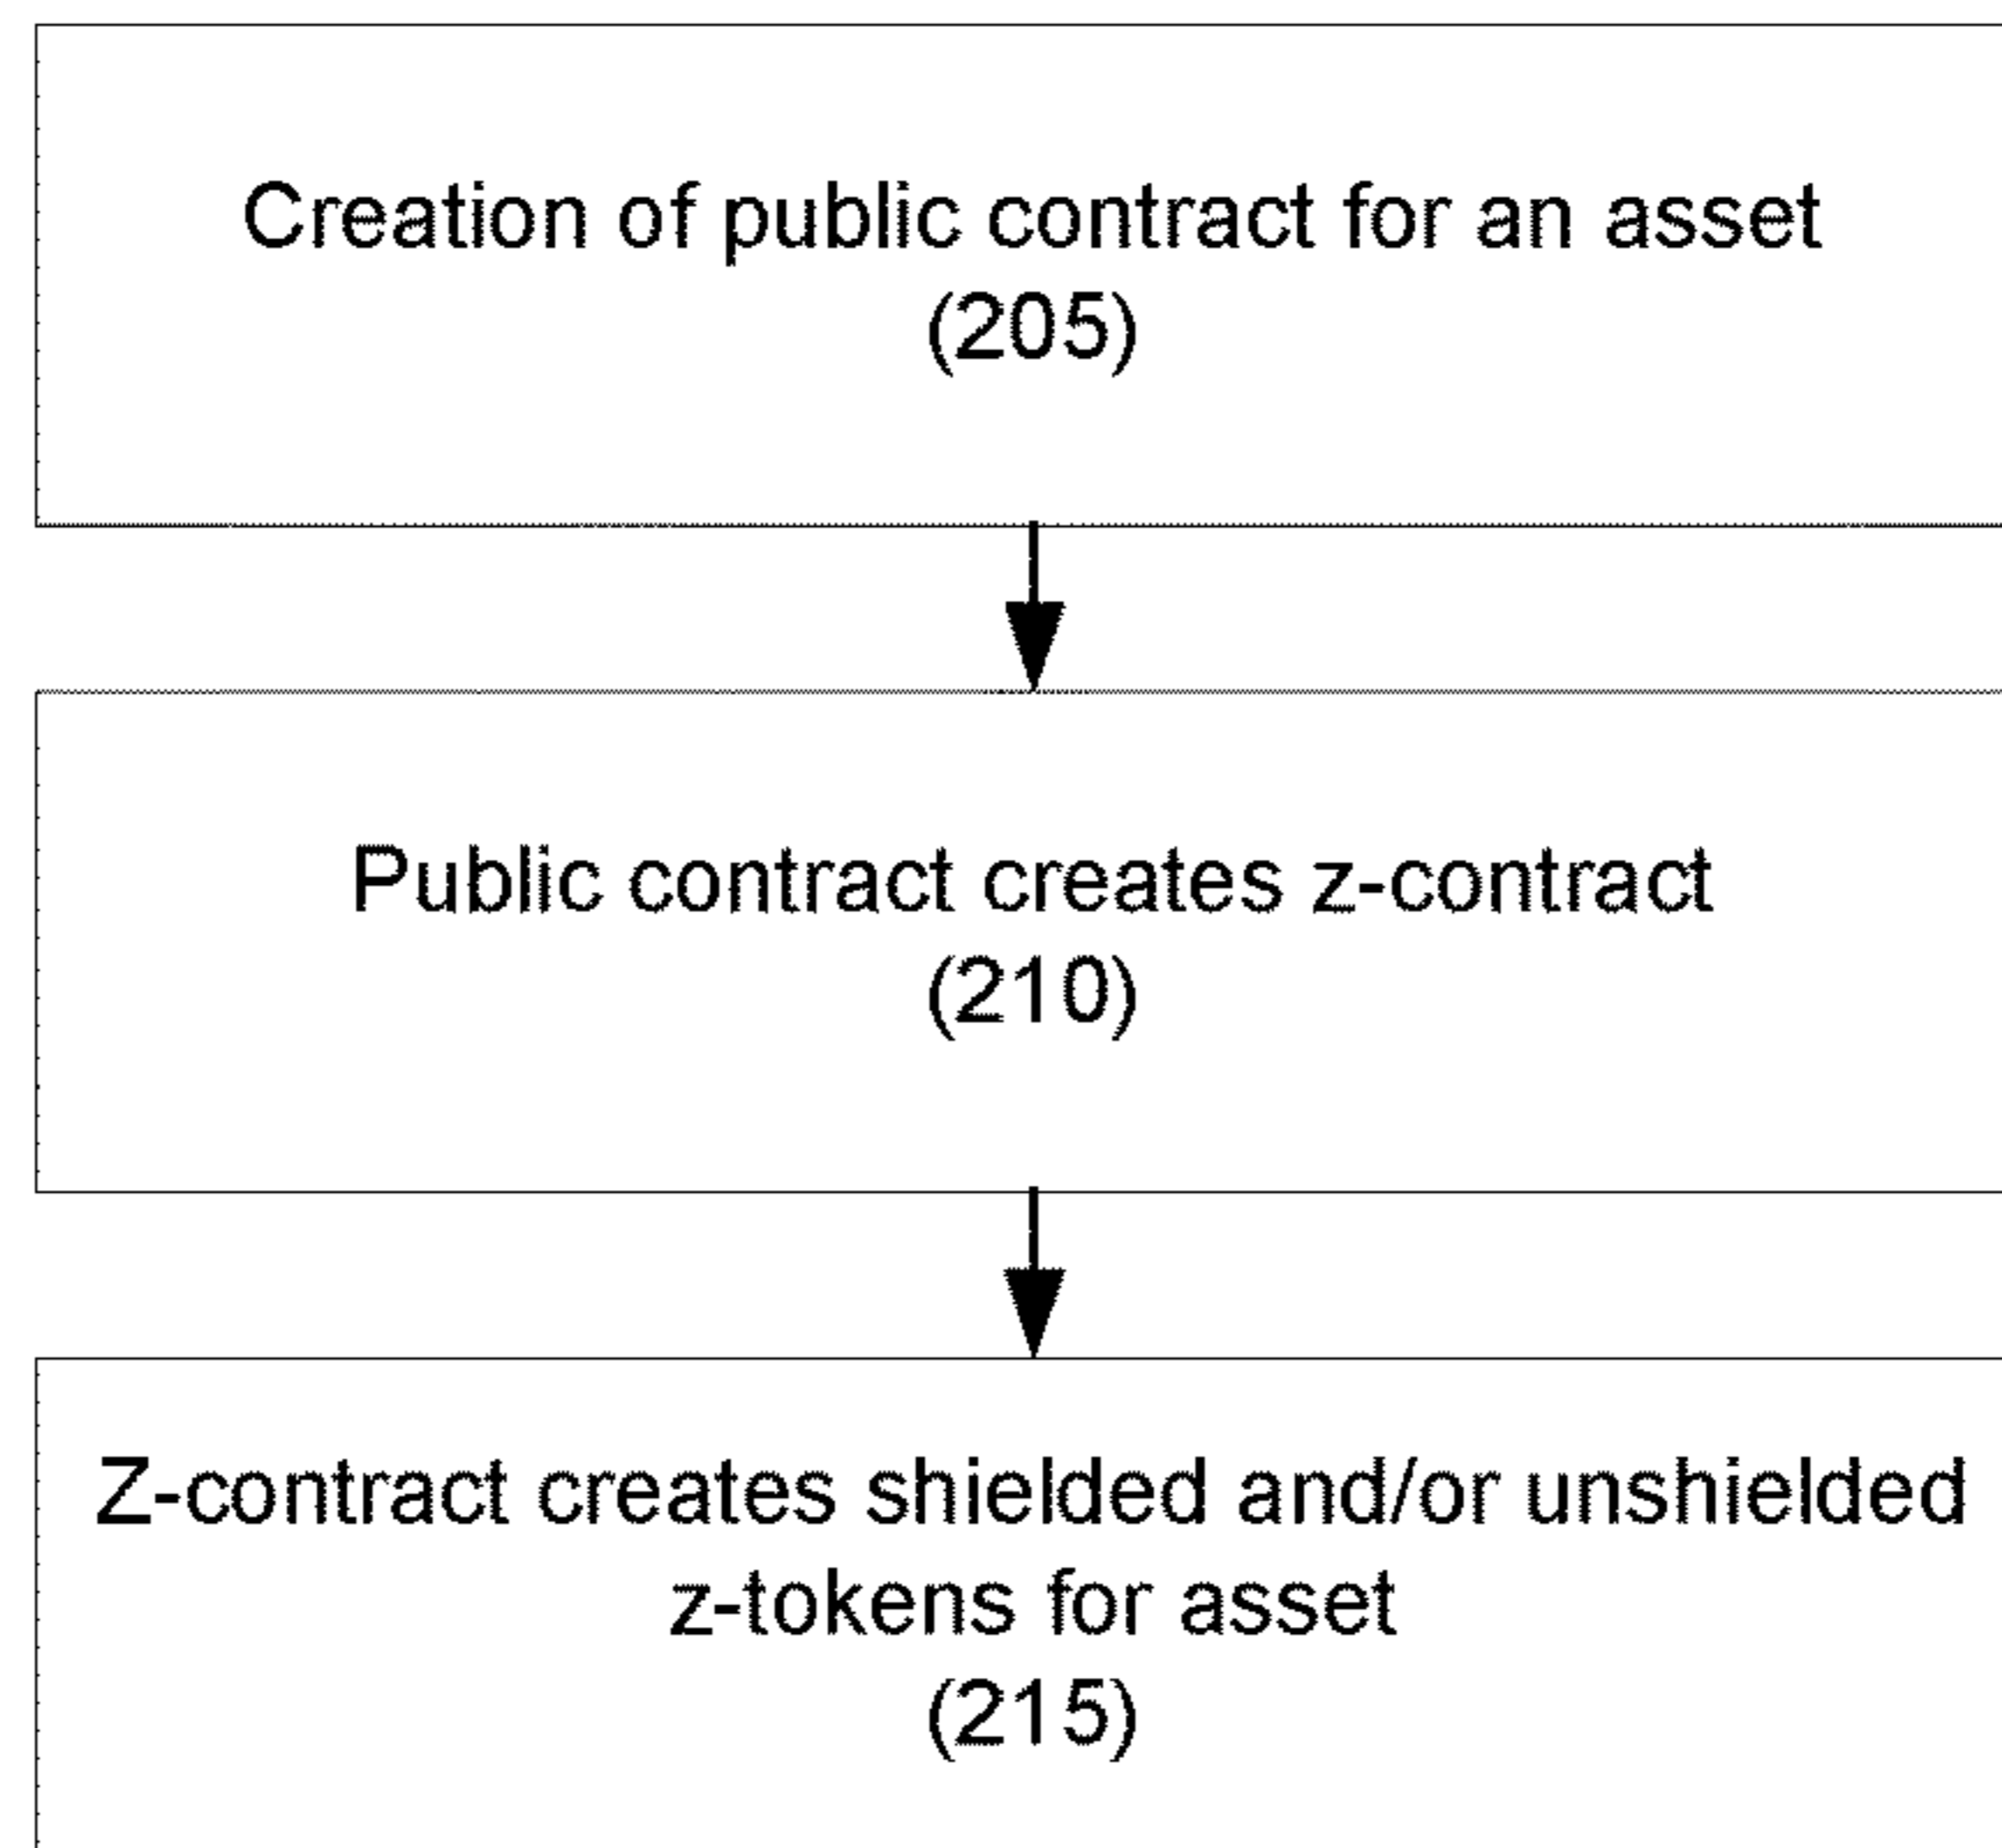 Creation of public contract for an asset
(205)
Public contract creates z-contract
(210)
Z-contract creates shielded and/or unshielded
z-tokens for asset
(215)